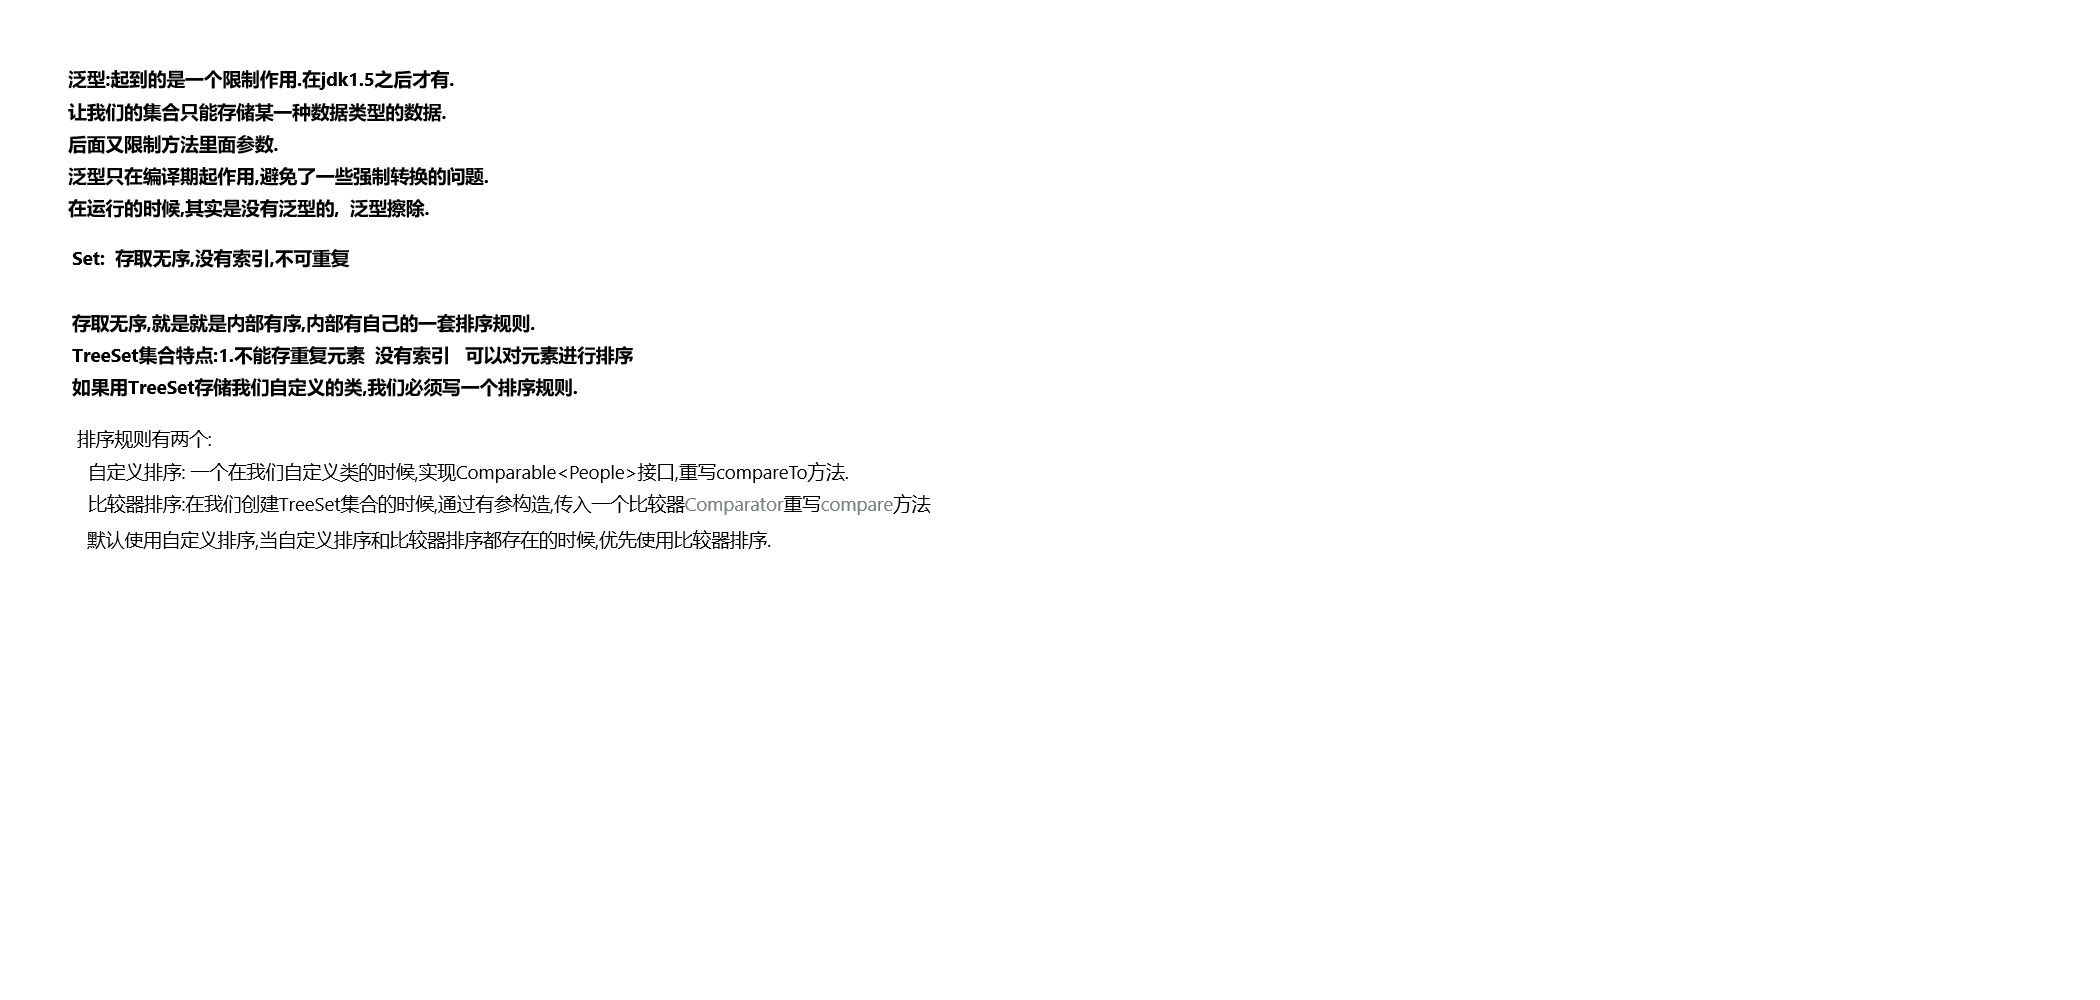 泛型:起到的是一个限制作用.在jdk1.5之后才有.
让我们的集合只能存储某一种数据类型的数据.
后面又限制方法里面参数.
泛型只在编译期起作用,避免了一些强制转换的问题.
在运行的时候,其实是没有泛型的,  泛型擦除.
Set:  存取无序,没有索引,不可重复
存取无序,就是就是内部有序,内部有自己的一套排序规则.
TreeSet集合特点:1.不能存重复元素  没有索引   可以对元素进行排序
如果用TreeSet存储我们自定义的类,我们必须写一个排序规则.
排序规则有两个:
自定义排序: 一个在我们自定义类的时候,实现Comparable<People>接口,重写compareTo方法.
比较器排序:在我们创建TreeSet集合的时候,通过有参构造,传入一个比较器Comparator重写compare方法
默认使用自定义排序,当自定义排序和比较器排序都存在的时候,优先使用比较器排序.